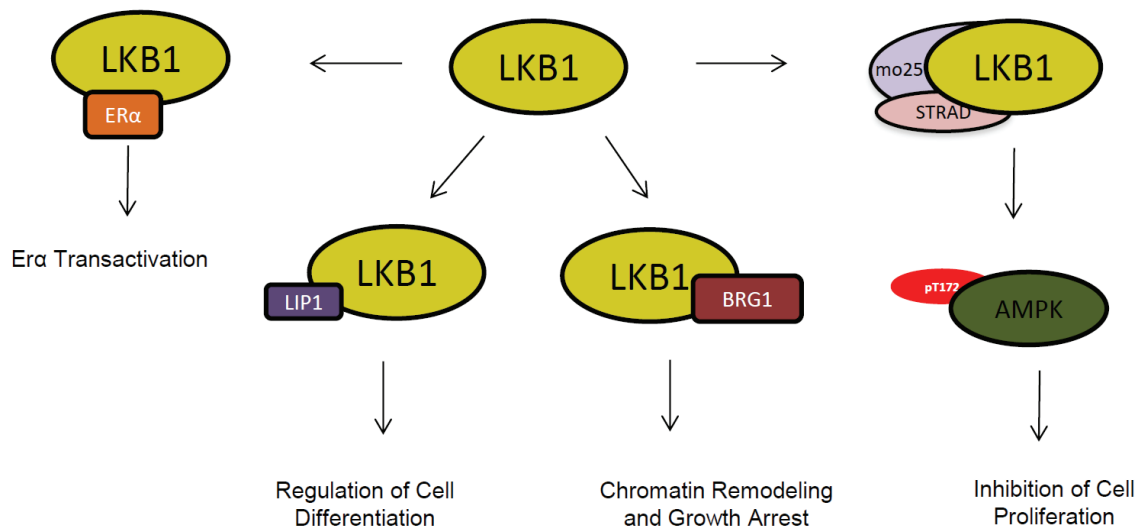 LKB1
ERα
Erα Transactivation
LKB1
LKB1
LIP1
Regulation of Cell
Differentiation
LKB1
BRG1
Chromatin Remodeling
and Growth Arrest
mo25
LKB1
STRAD
pT172
AMPK
Inhibition of Cell
Proliferation